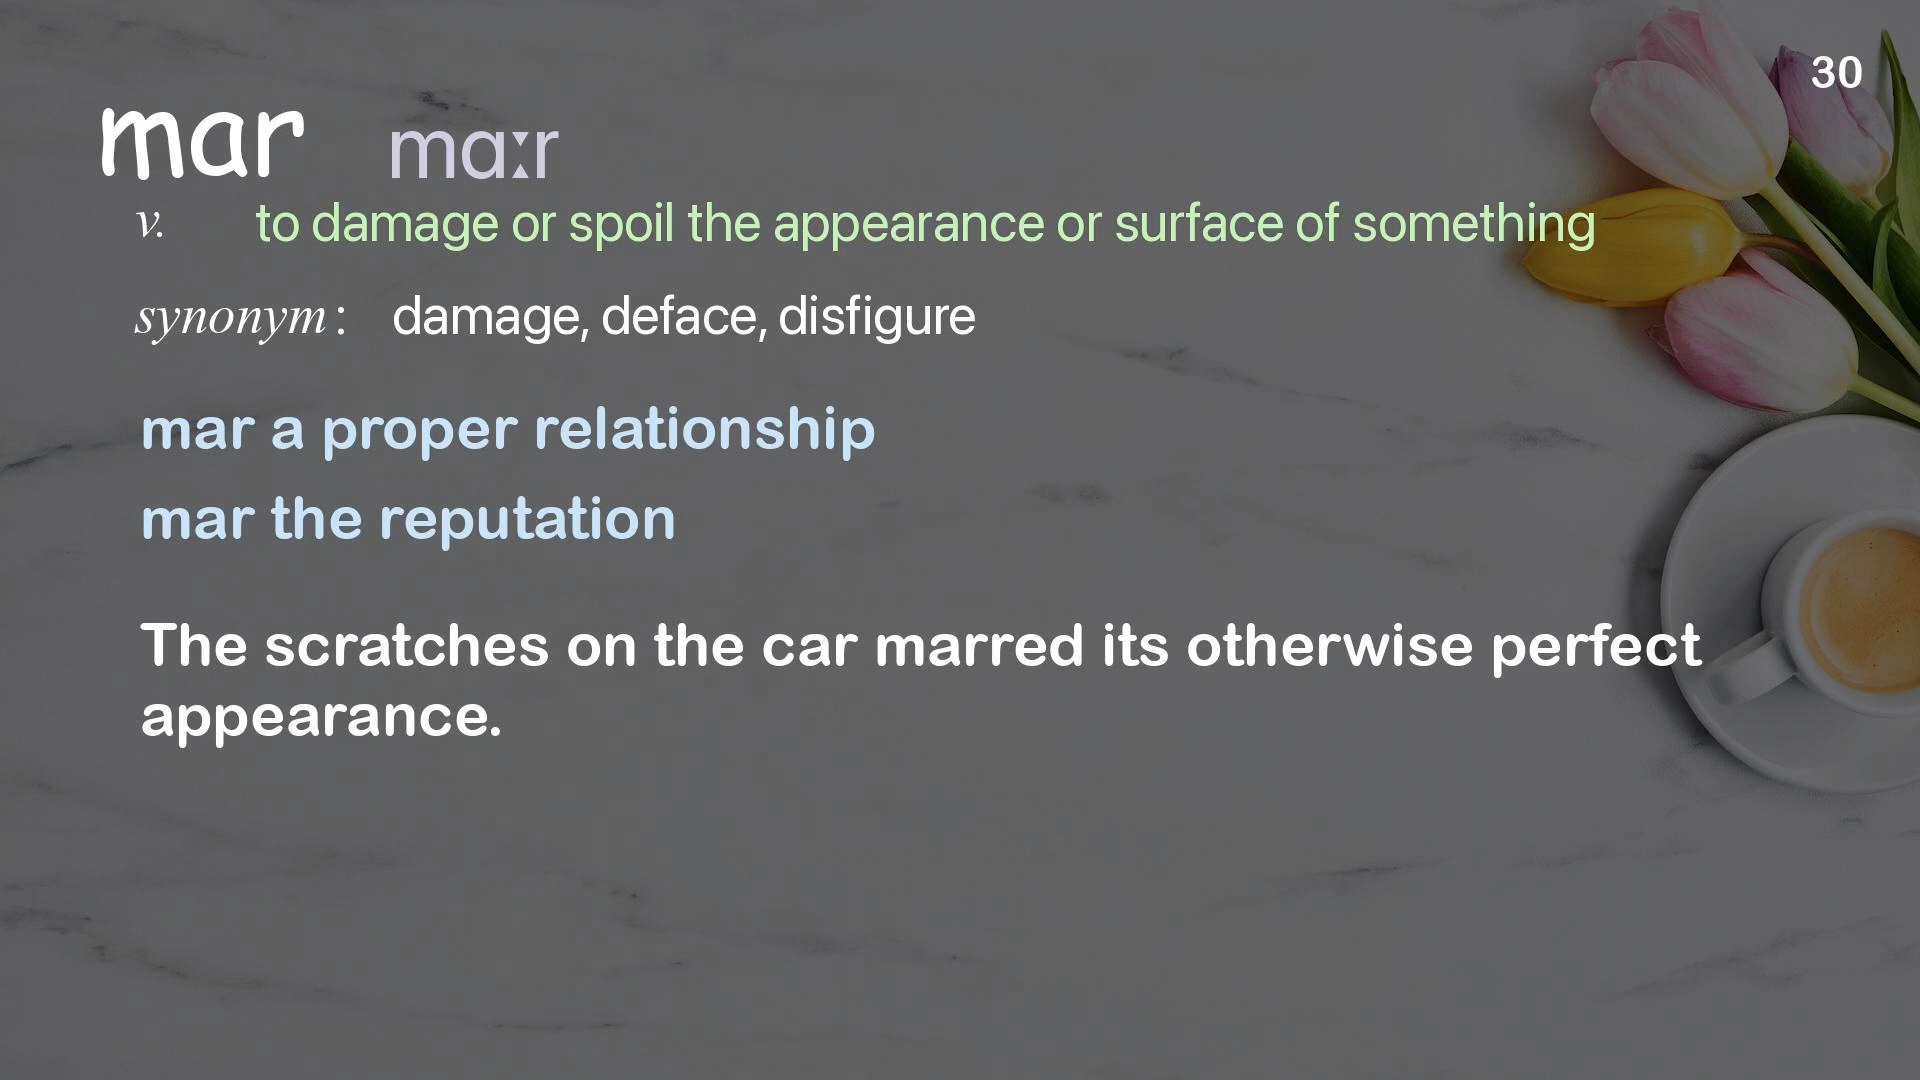 30
mar mɑːr
v. to damage or spoil the appearance or surface of something
synonym : damage, deface, disfigure
mar a proper relationship
mar the reputation
The scratches on the car marred its otherwise perfect
appearance.